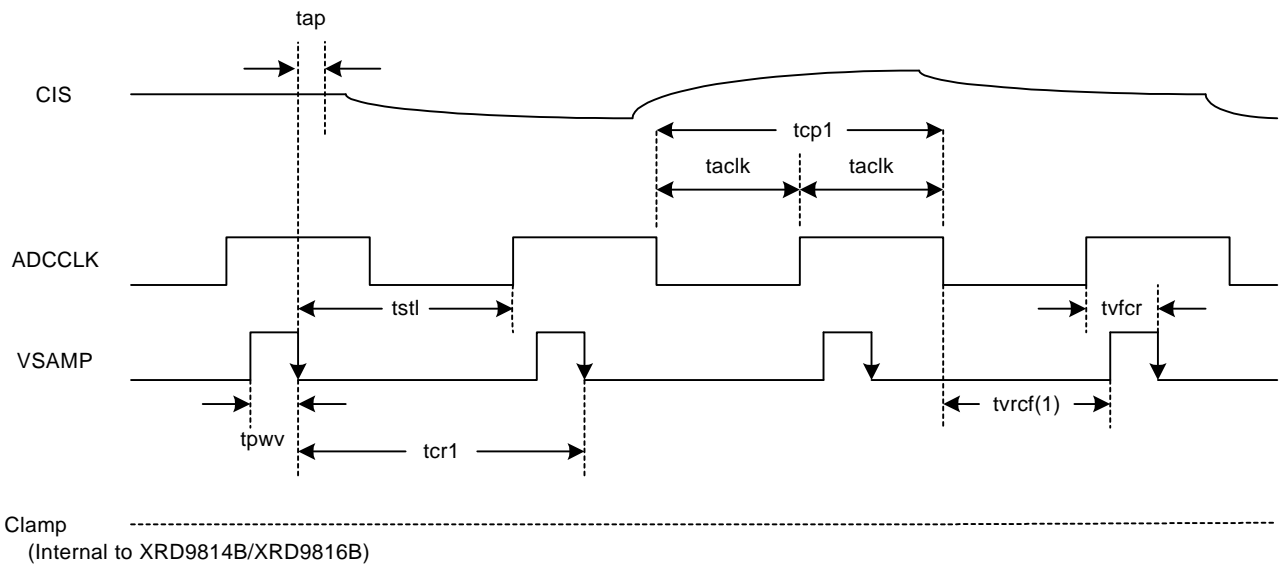 tap
CIS
tcp1
taclk taclk
ADCCLK
tstl tvfcr
VSAMP
tpwv tvrcf(1)
tcr1
Clamp
(Internal to XRD9814B/XRD9816B)